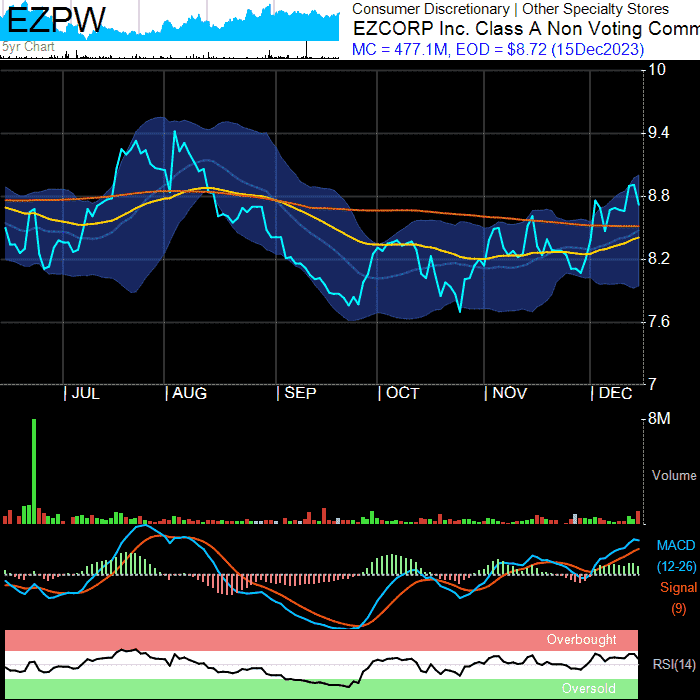 EZPW
5yr Chart
Consumer Discretionary | Other Specialty Stores
EZCORP Inc. Class A Non Voting Comm
MC = 477.1M, EOD = $8.72 (15Dec2023)
10
9.4
8.8
8.2
7.6
7
| JUL | AUG | SEP | OCT | NOV | DEC
8M
Volume
MACD
(12-26)
Signal
(9)
Overbought
RSI(14)
Oversold